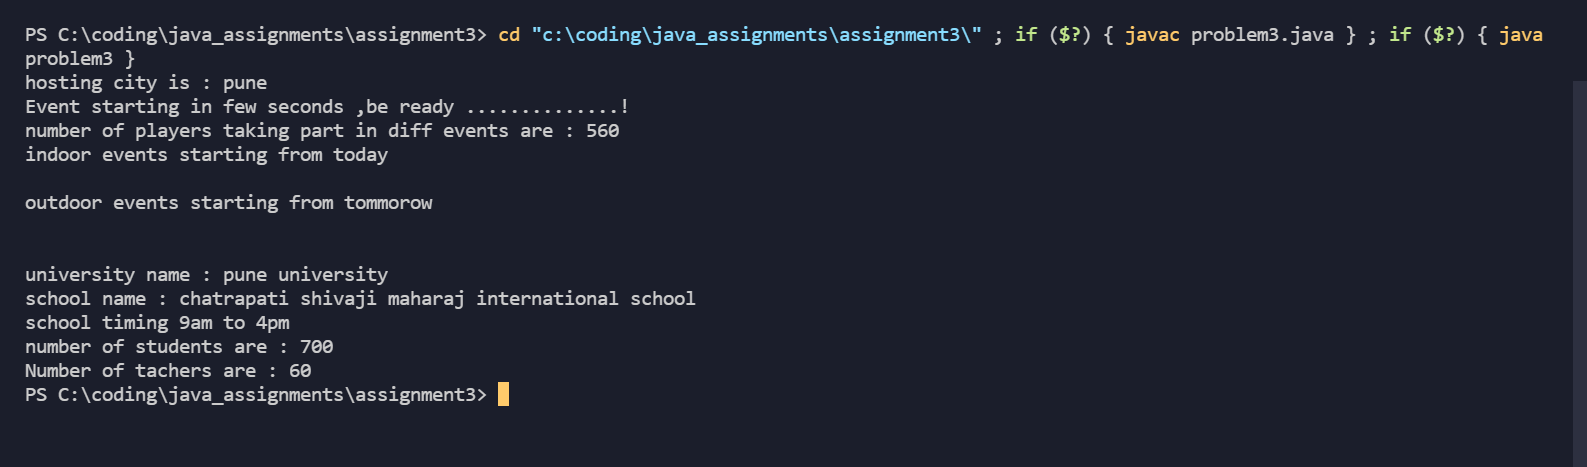 PS C:\coding\java_assignments\assignment3> cd "c:\coding\java_assignments\assignment3\" ; if ($?) { javac problem3.java } ; if ($?) { java
problem3 }
hosting city is : pune
Event starting in few seconds ,be ready ..............!
number of players taking part in diff events are : 560
indoor events starting from today
outdoor events starting from tommorow
university name : pune university
school name : chatrapati shivaji maharaj international school
school timing 9am to 4pm
number of students are : 700
Number of tachers are : 60
PS C:\coding\java_assignments\assignment3>